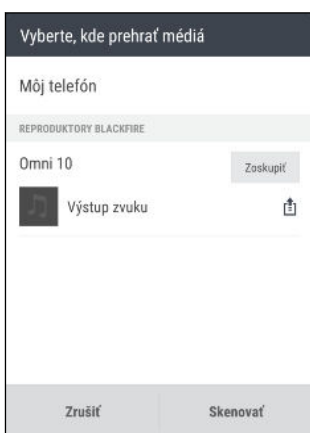 Vyberte, kde prehrať médiá
Môj telefón
REPRODUKTORY BLACKFIRE
Omni 10
Zoskupiť
Výstup zvuku
Zrušiť
Skenovať